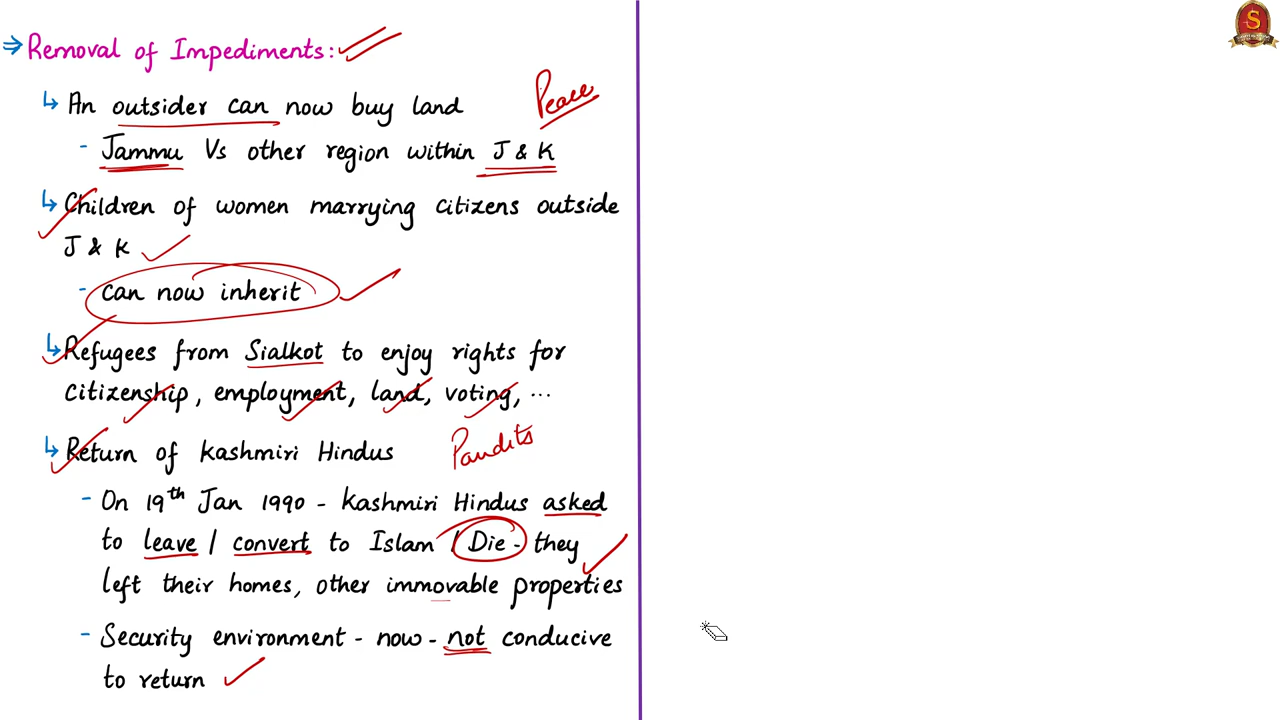 ⇒ Removal of Impediments:
↳ An outsider can now buy land
Peace
- Jammu Vs other region within J & K
↳ Children of women marrying citizens outside
J & K
- can now inherit
↳ Refugees from Sialkot to enjoy rights for
citizenship, employment, land, voting, ...
↳ Return of Kashmiri Hindus
Pandits
- On 19th Jan 1990 - Kashmiri Hindus asked
to leave / convert to Islam / Die - they
left their homes, other immovable properties
- Security environment - now - not conducive
to return
S